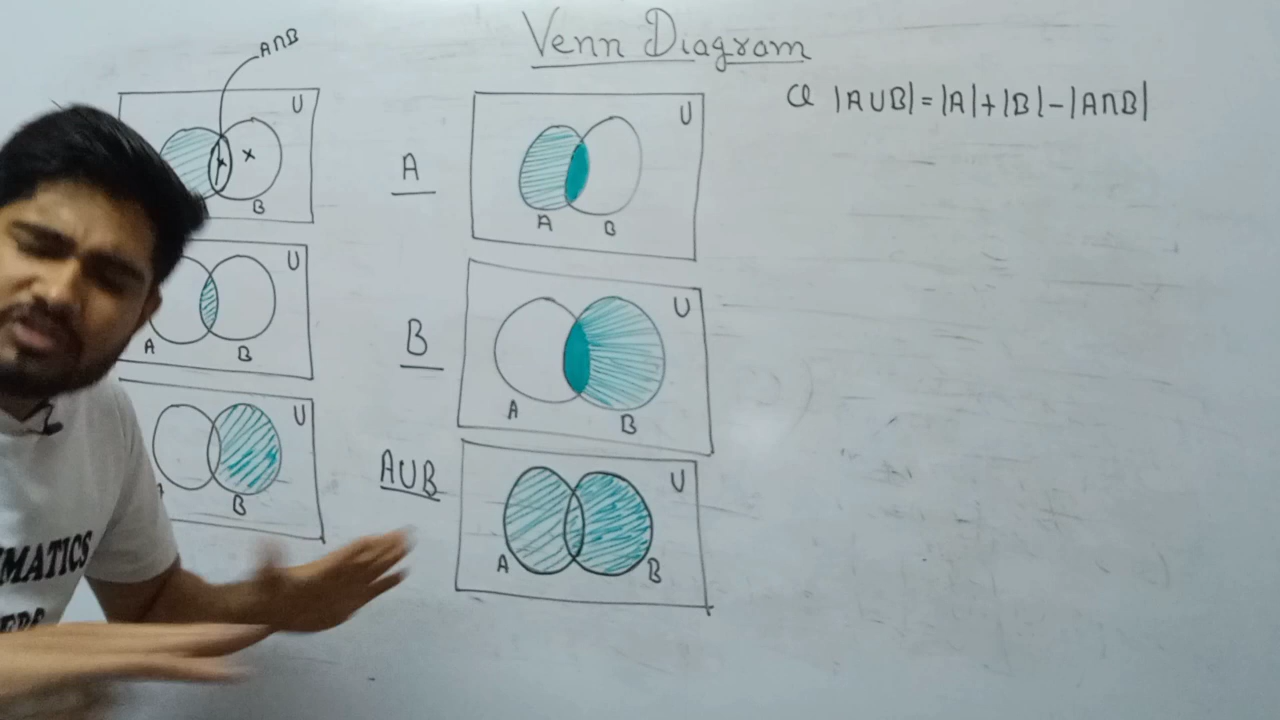 Venn Diagram
A∩B
U
B
U
A
B
U
B
A
U
A
B
B
U
A
B
A∪B
U
A
B
Q |A∪B| = |A| + |B| - |A∩B|
MATICS